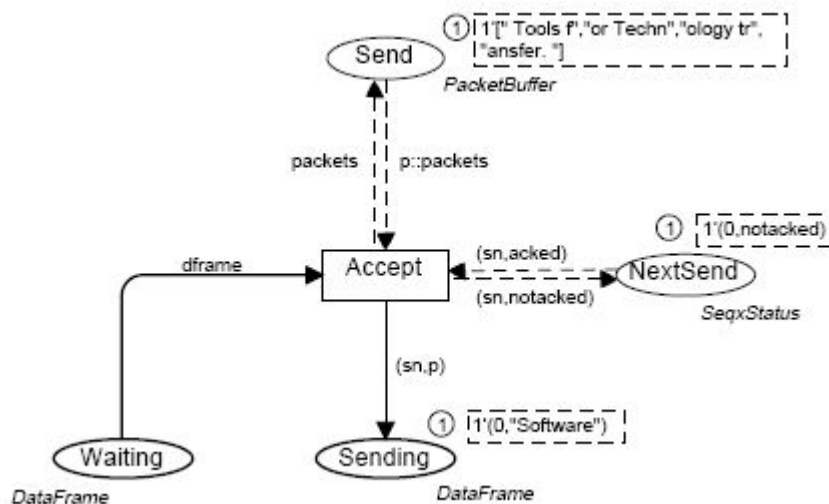 1 1'[" Tools f","or Techn","ology tr",
"ansfer. "]
Send
PacketBuffer
packets p::packets
1 1'(0,notacked)
dframe Accept (sn,acked) NextSend
(sn,notacked)
SeqxStatus
(sn,p)
1 1'(0,"Software")
Waiting Sending
DataFrame DataFrame